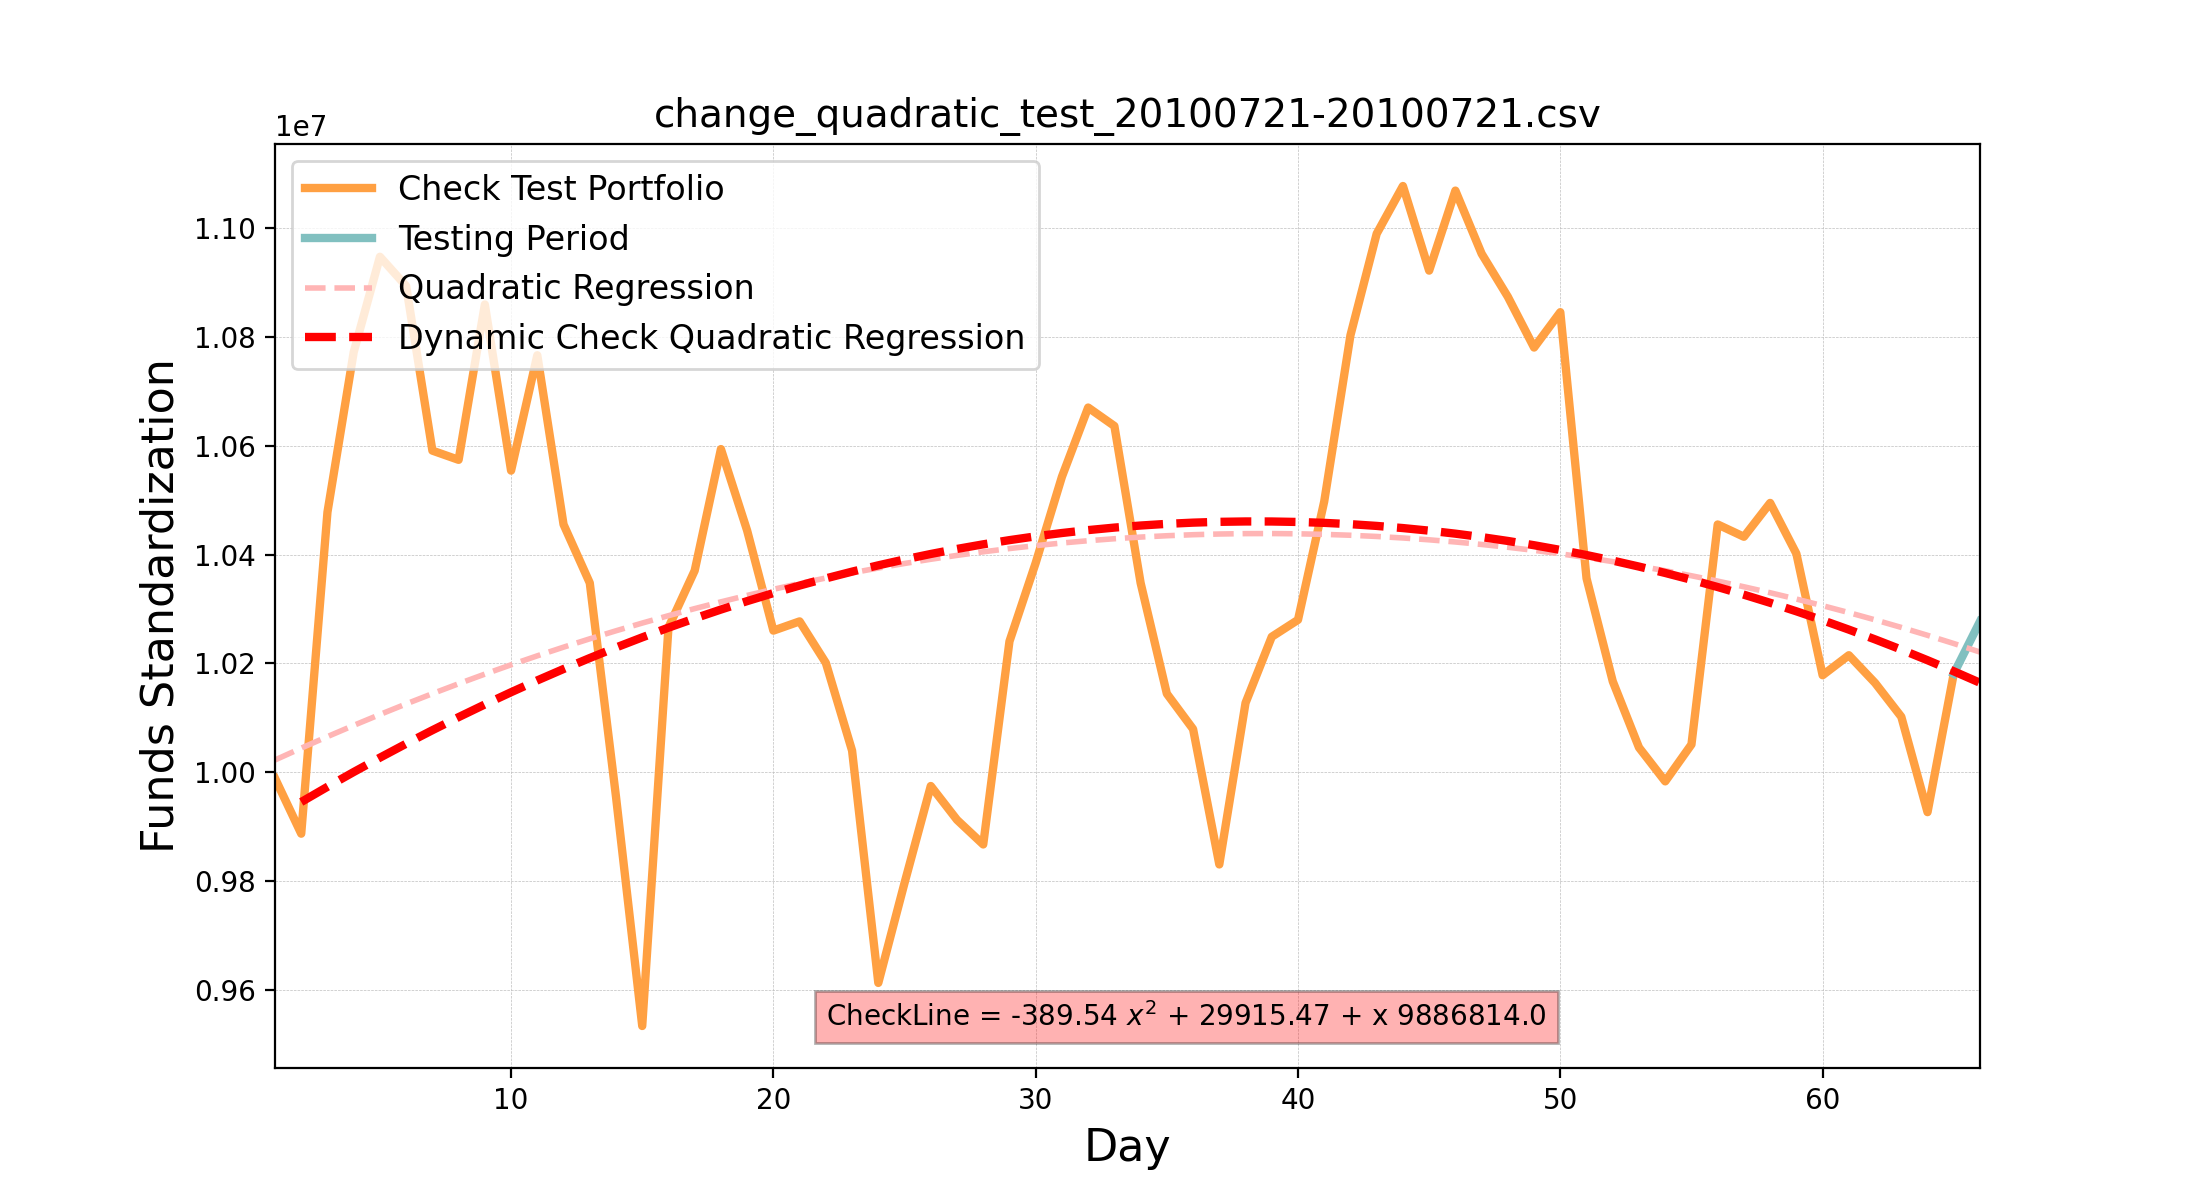 change_quadratic_test_20100721-20100721.csv
1e7
Check Test Portfolio
Testing Period
Quadratic Regression
Dynamic Check Quadratic Regression
1.10
1.08
1.06
1.04
1.02
1.00
0.98
0.96
Funds Standardization
CheckLine = -389.54 x² + 29915.47 + x 9886814.0
10 20 30 40 50 60
Day